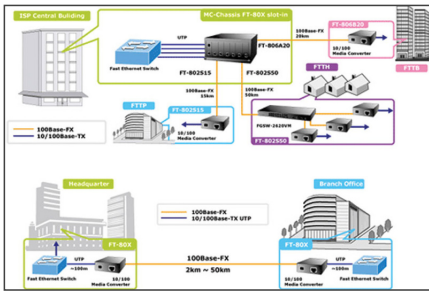 ISP Central Building
MC-Chassis FT-80X slot-in
UTP
Fast Ethernet Switch
FT-806A20
FT-802S15
FT-802S50
100Base-FX
20km
FT-806B20
10/100
Media Converter
FTTB
FTTH
100Base-FX
15km
100Base-FX
50km
FTTP
FT-802S15
10/100
Media Converter
FGSW-2620VM
FT-802S50
100Base-FX
10/100Base-TX
Headquarter
Branch Office
100Base-FX
10/100Base-TX UTP
FT-80X
FT-80X
UTP
~100m
Fast Ethernet Switch
10/100
Media Converter
100Base-FX
2km ~ 50km
10/100
Media Converter
UTP
~100m
Fast Ethernet Switch